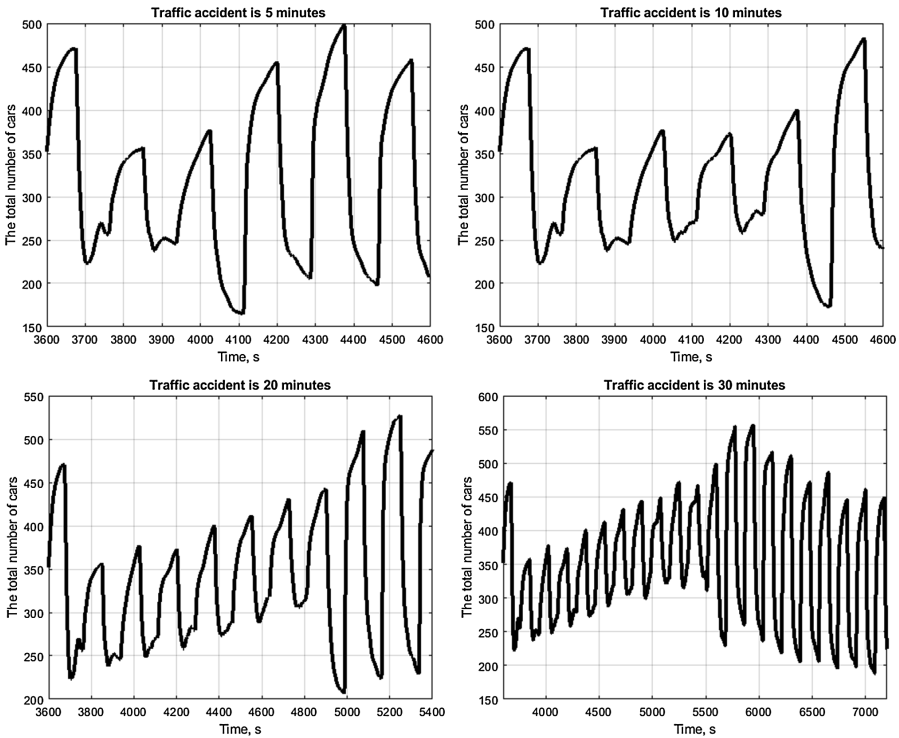 Traffic accident is 5 minutes
The total number of cars
500
450
400
350
300
250
200
150
3600 3700 3800 3900 4000 4100 4200 4300 4400 4500 4600
Time, s
Traffic accident is 10 minutes
The total number of cars
500
450
400
350
300
250
200
150
3600 3700 3800 3900 4000 4100 4200 4300 4400 4500 4600
Time, s
Traffic accident is 20 minutes
The total number of cars
550
500
450
400
350
300
250
200
3600 3800 4000 4200 4400 4600 4800 5000 5200 5400
Time, s
Traffic accident is 30 minutes
The total number of cars
600
550
500
450
400
350
300
250
200
150
4000 4500 5000 5500 6000 6500 7000
Time, s